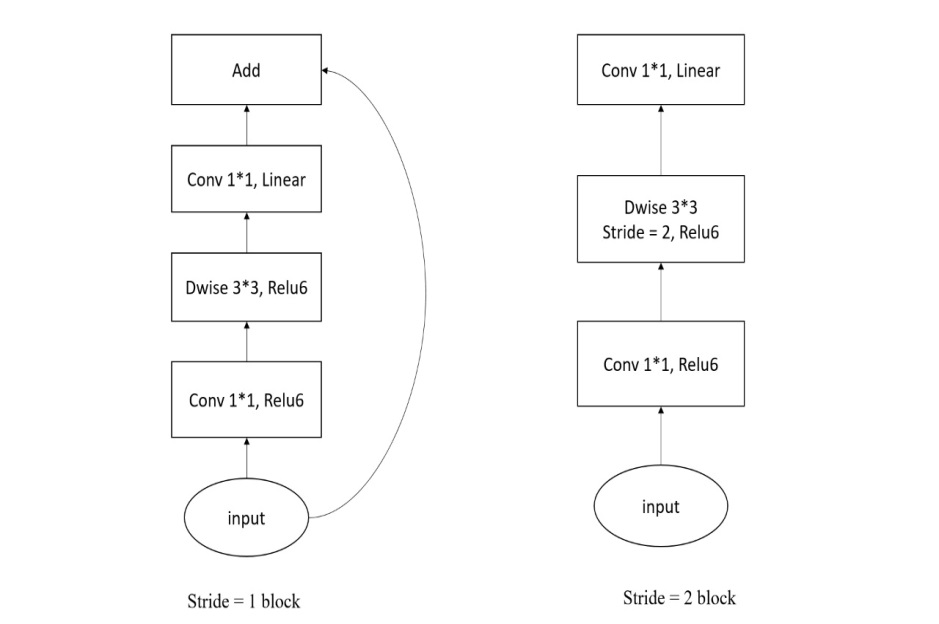 Add
Conv 1*1, Linear
Dwise 3*3, Relu6
Conv 1*1, Relu6
input
Stride = 1 block
Conv 1*1, Linear
Dwise 3*3
Stride = 2, Relu6
Conv 1*1, Relu6
input
Stride = 2 block